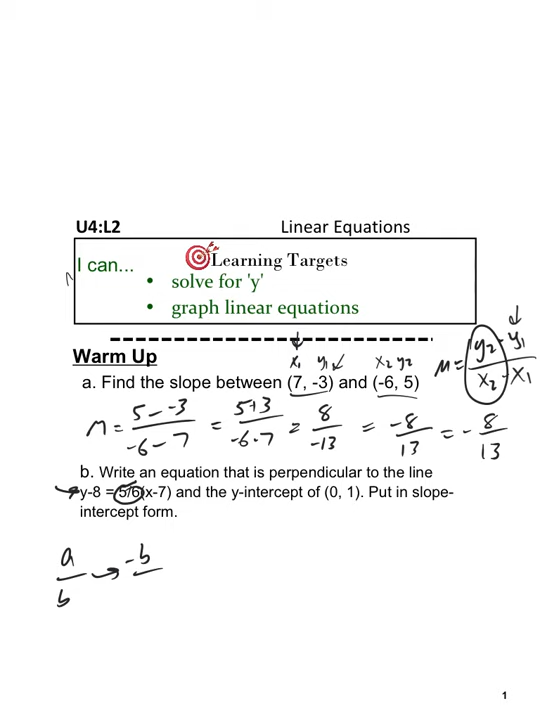 U4:L2 Linear Equations
I can...
Learning Targets
• solve for 'y'
• graph linear equations
Warm Up
x₁ y₁ x₂ y₂
a. Find the slope between (7, -3) and (-6, 5)
m = (y₂ - y₁)/(x₂ - x₁)
m = (5 - -3)/(-6 - 7) = (5+3)/(-6-7) = 8/-13 = -8/13 = -8/13
b. Write an equation that is perpendicular to the line
y-8 = 5/6(x-7) and the y-intercept of (0, 1). Put in slope-
intercept form.
a/b → -b/
1